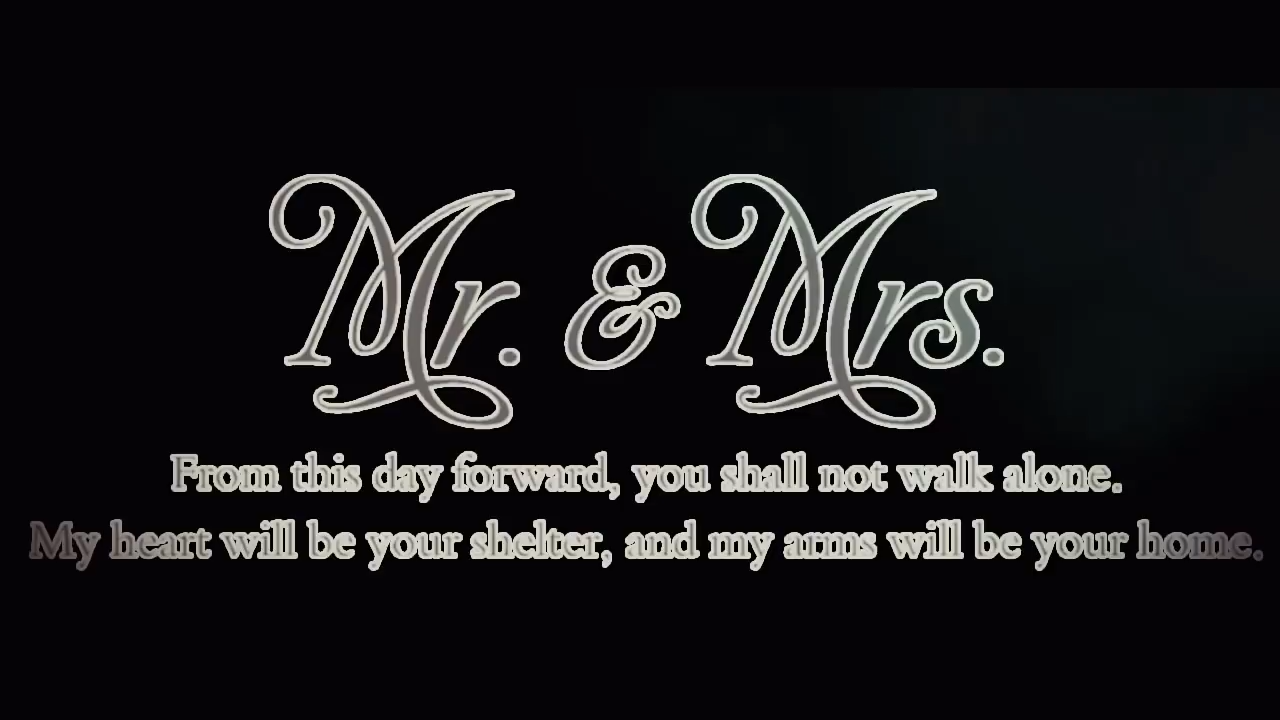 Mr. & Mrs.
From this day forward, you shall not walk alone.
My heart will be your shelter, and my arms will be your home.